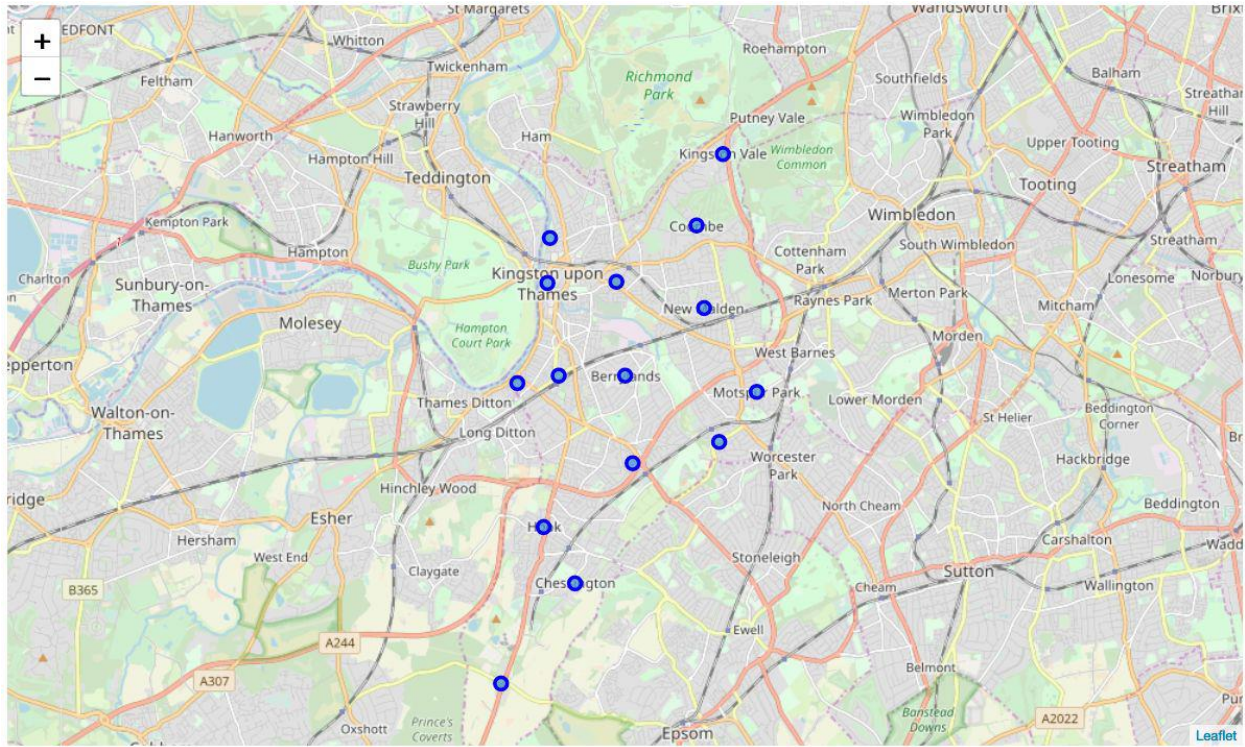 St Margarets
Wandsworth
+
EDFONT
Whitton
Roehampton
Twickenham
Balham
Feltham
Richmond
Park
Southfields
Streatham
Hill
Strawberry
Hill
Putney Vale
Wimbledon
Park
Hanworth
Ham
Upper Tooting
Hampton Hill
Wimbledon
Common
Streatham
Teddington
Tooting
Kempton Park
Wimbledon
Hampton
South Wimbledon
Streatham
Cottenham
Park
Bushy Park
Kingston upon
Thames
Lonesome
Norbury
Charlton
Sunbury-on-
Thames
Raynes Park
Merton Park
Mitcham
Molesey
Hampton
Court Park
Morden
West Barnes
epperton
Thames Ditton
Lower Morden
Beddington
Corner
Walton-on-
Thames
St Helier
Long Ditton
Worcester
Park
Hackbridge
Hinchley Wood
ridge
North Cheam
Beddington
Esher
Hersham
Carshalton
West End
Stoneleigh
Claygate
Sutton
B365
Cheam
Wallington
Ewell
A244
Belmont
A307
Oxshott
Prince's
Coverts
Banstead
Downs
A2022
Epsom
Leaflet